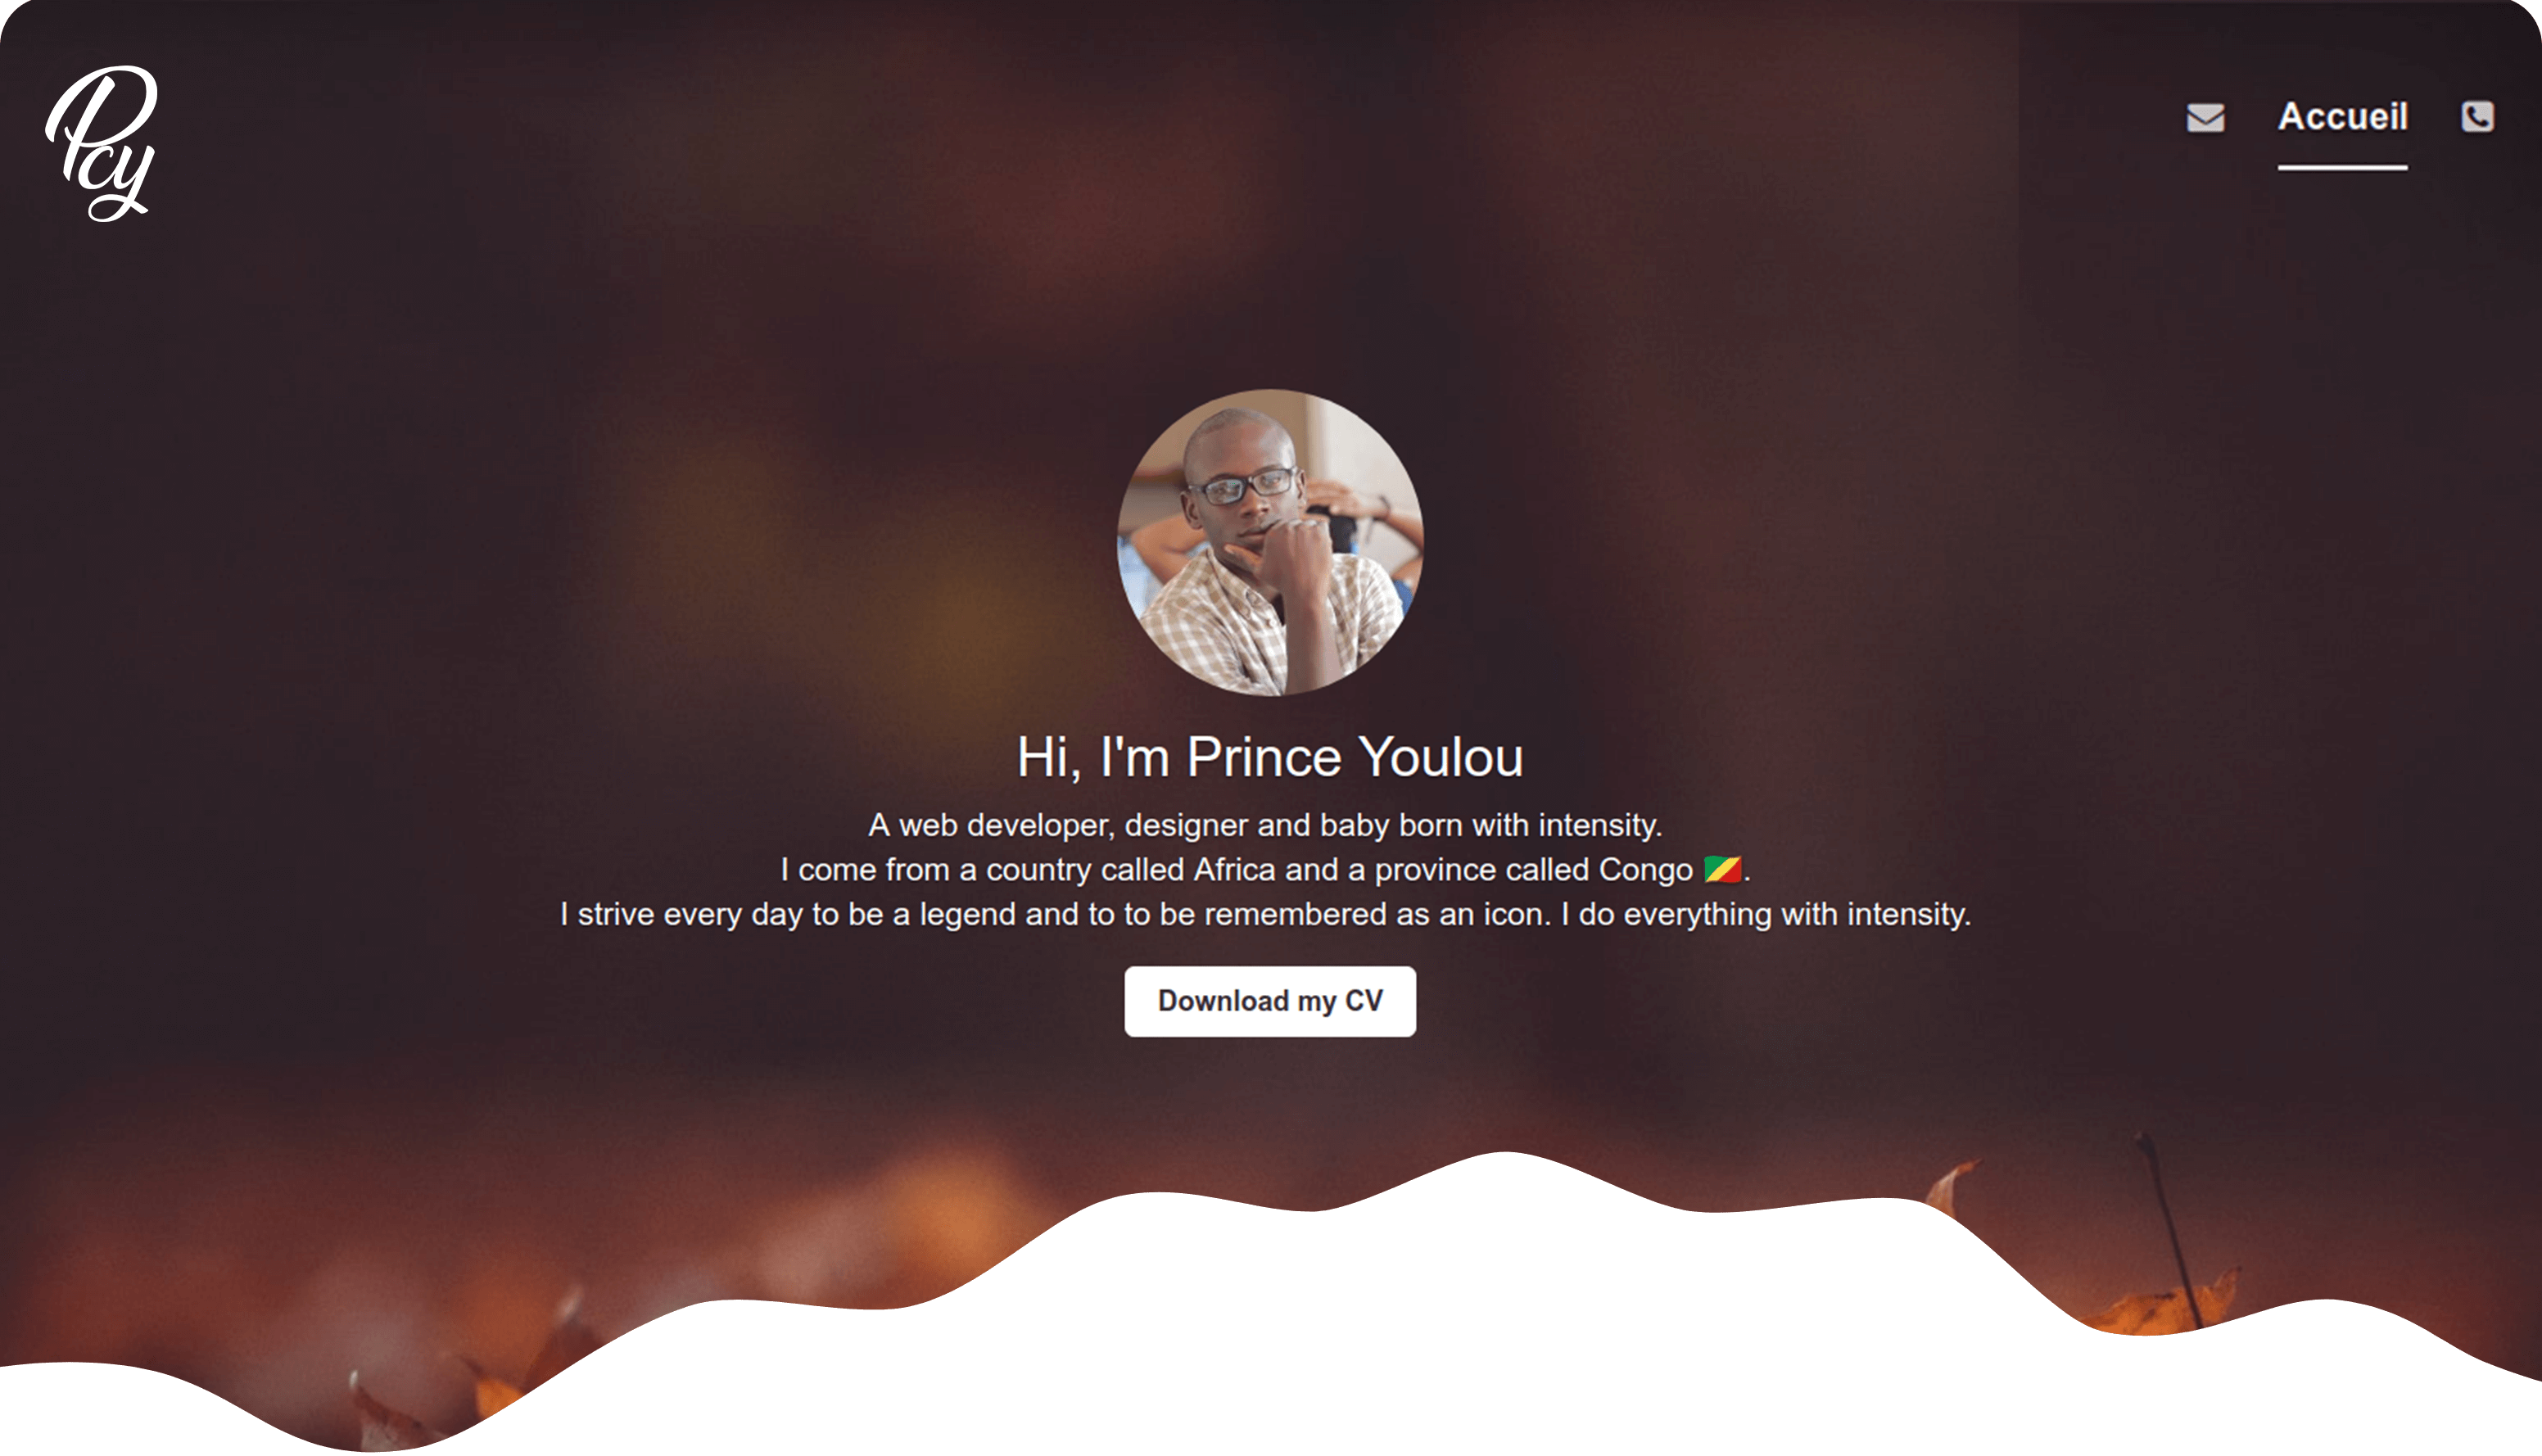 Pcy
Accueil
Hi, I'm Prince Youlou
A web developer, designer and baby born with intensity.
I come from a country called Africa and a province called Congo 🇨🇬.
I strive every day to be a legend and to to be remembered as an icon. I do everything with intensity.
Download my CV